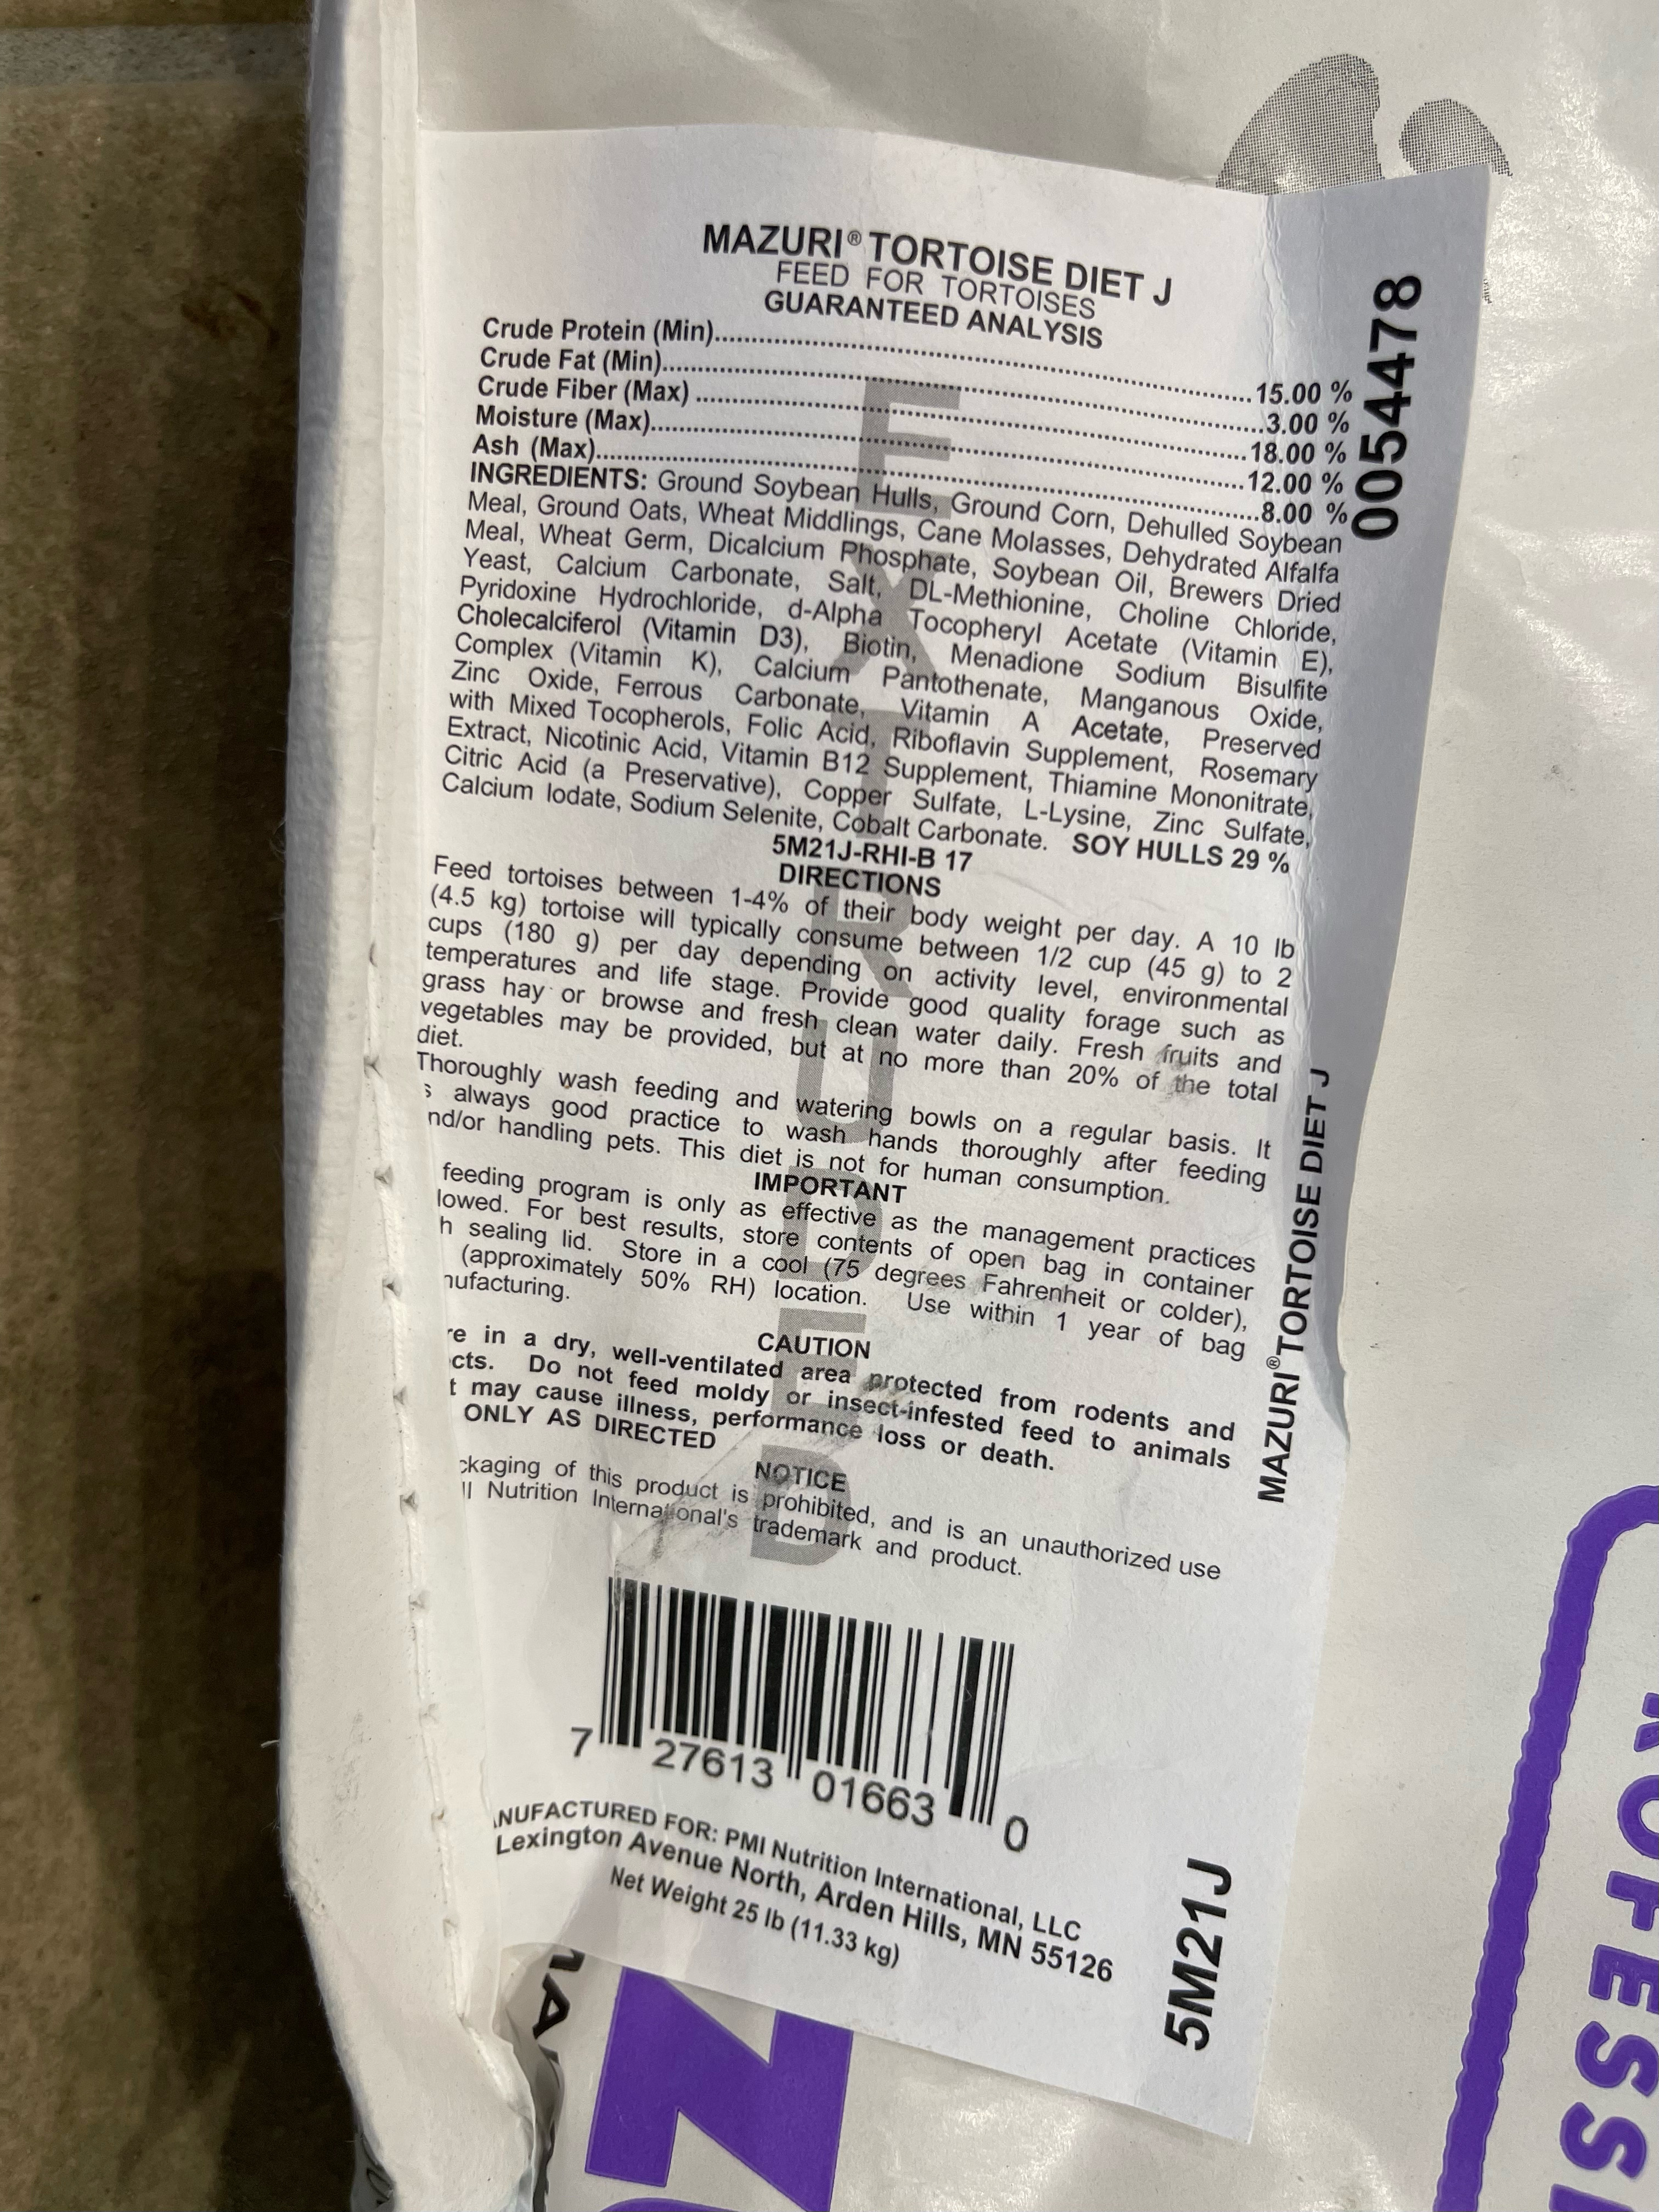 MAZURI® TORTOISE DIET J
FEED FOR TORTOISES
GUARANTEED ANALYSIS
Crude Protein (Min)..........15.00 %
Crude Fat (Min)..........3.00 %
Crude Fiber (Max)..........18.00 %
Moisture (Max)..........12.00 %
Ash (Max)..........8.00 %
INGREDIENTS: Ground Soybean Hulls, Ground Corn, Dehulled Soybean
Meal, Ground Oats, Wheat Middlings, Cane Molasses, Dehydrated Alfalfa
Meal, Wheat Germ, Dicalcium Phosphate, Soybean Oil, Brewers Dried
Yeast, Calcium Carbonate, Salt, DL-Methionine, Choline Chloride,
Pyridoxine Hydrochloride, d-Alpha Tocopheryl Acetate (Vitamin E),
Cholecalciferol (Vitamin D3), Biotin, Menadione Sodium Bisulfite
Complex (Vitamin K), Calcium Pantothenate, Manganous Oxide,
Zinc Oxide, Ferrous Carbonate, Vitamin A Acetate, Preserved
with Mixed Tocopherols, Folic Acid, Riboflavin Supplement, Rosemary
Extract, Nicotinic Acid, Vitamin B12 Supplement, Thiamine Mononitrate,
Citric Acid (a Preservative), Copper Sulfate, L-Lysine, Zinc Sulfate,
Calcium Iodate, Sodium Selenite, Cobalt Carbonate. SOY HULLS 29 %
5M21J-RHI-B 17
DIRECTIONS
Feed tortoises between 1-4% of their body weight per day. A 10 lb
(4.5 kg) tortoise will typically consume between 1/2 cup (45 g) to 2
cups (180 g) per day depending on activity level, environmental
temperatures and life stage. Provide good quality forage such as
grass hay or browse and fresh clean water daily. Fresh fruits and
vegetables may be provided, but at no more than 20% of the total
diet.
Thoroughly wash feeding and watering bowls on a regular basis. It
s always good practice to wash hands thoroughly after feeding
nd/or handling pets. This diet is not for human consumption.
IMPORTANT
feeding program is only as effective as the management practices
lowed. For best results, store contents of open bag in container
h sealing lid. Store in a cool (75 degrees Fahrenheit or colder),
(approximately 50% RH) location. Use within 1 year of bag
nufacturing.
CAUTION
re in a dry, well-ventilated area protected from rodents and
cts. Do not feed moldy or insect-infested feed to animals
t may cause illness, performance loss or death.
ONLY AS DIRECTED
NOTICE
ckaging of this product is prohibited, and is an unauthorized use
ll Nutrition International's trademark and product.
7 27613 01663 0
NUFACTURED FOR: PMI Nutrition International, LLC
Lexington Avenue North, Arden Hills, MN 55126
Net Weight 25 lb (11.33 kg)
EXTRUDED
0054478
MAZURI® TORTOISE DIET J
5M21J
ROFESSI